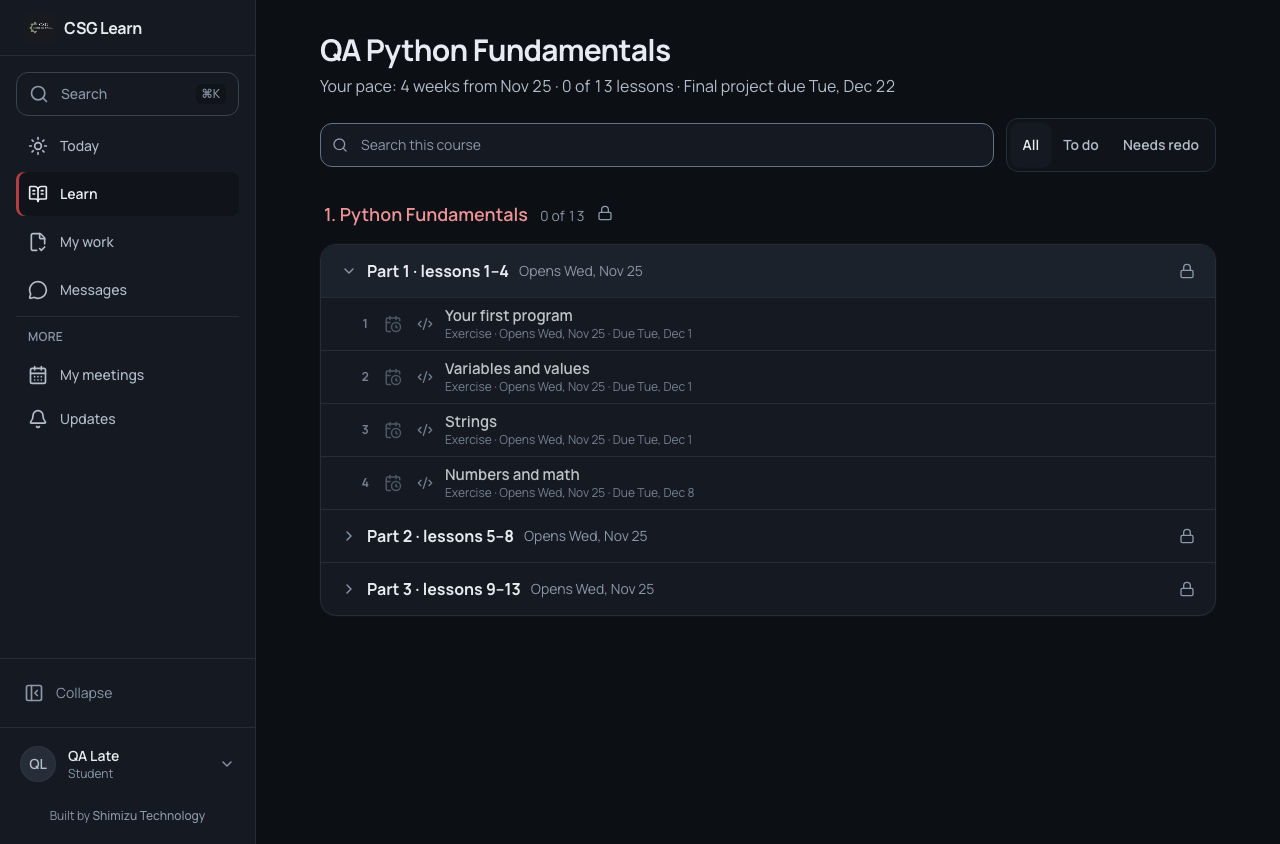 CSG Learn
Search ⌘K
Today
Learn
My work
Messages
MORE
My meetings
Updates
Collapse
QL
QA Late
Student
Built by Shimizu Technology
QA Python Fundamentals
Your pace: 4 weeks from Nov 25 · 0 of 13 lessons · Final project due Tue, Dec 22
Search this course
All To do Needs redo
1. Python Fundamentals 0 of 13
Part 1 · lessons 1–4 Opens Wed, Nov 25
1 Your first program
Exercise · Opens Wed, Nov 25 · Due Tue, Dec 1
2 Variables and values
Exercise · Opens Wed, Nov 25 · Due Tue, Dec 1
3 Strings
Exercise · Opens Wed, Nov 25 · Due Tue, Dec 1
4 Numbers and math
Exercise · Opens Wed, Nov 25 · Due Tue, Dec 8
Part 2 · lessons 5–8 Opens Wed, Nov 25
Part 3 · lessons 9–13 Opens Wed, Nov 25